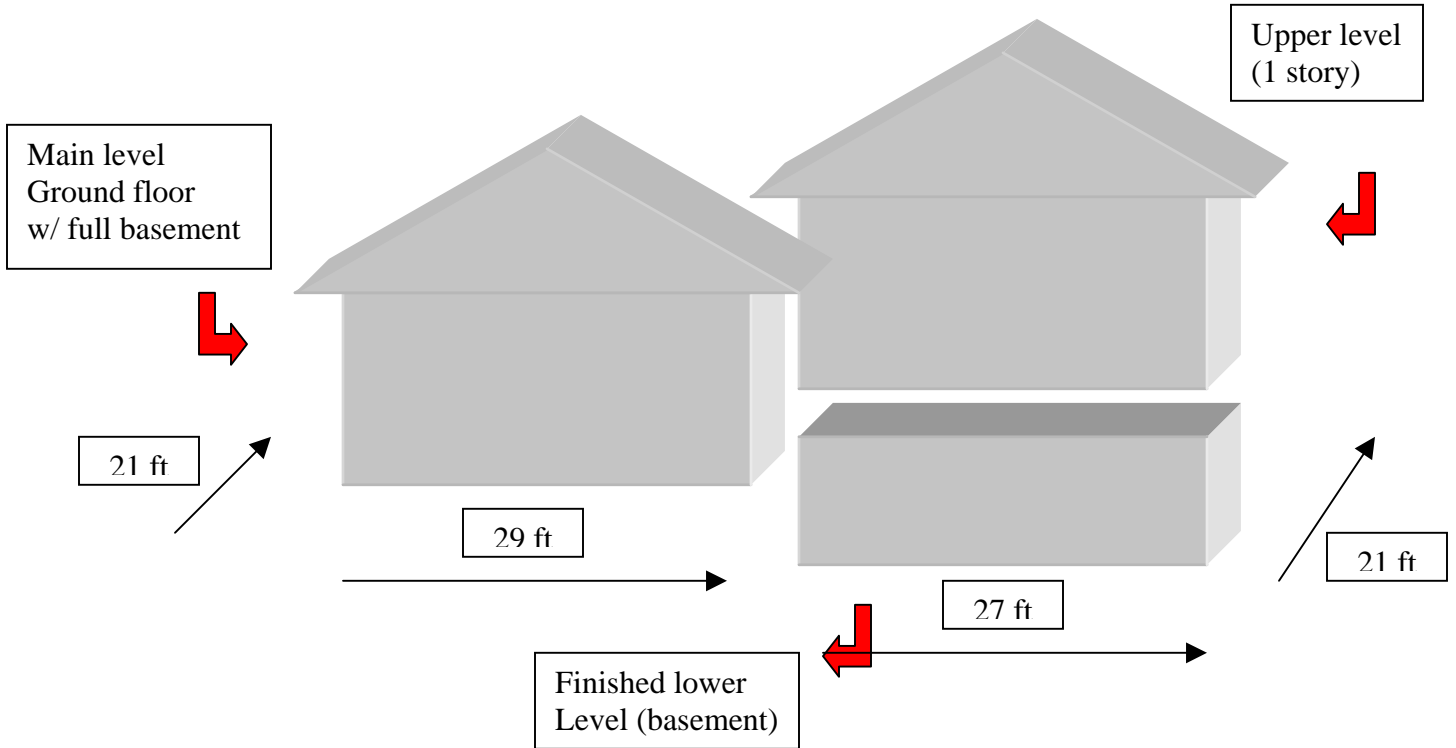 Upper level
(1 story)
Main level
Ground floor
w/ full basement
21 ft
29 ft
21 ft
27 ft
Finished lower
Level (basement)